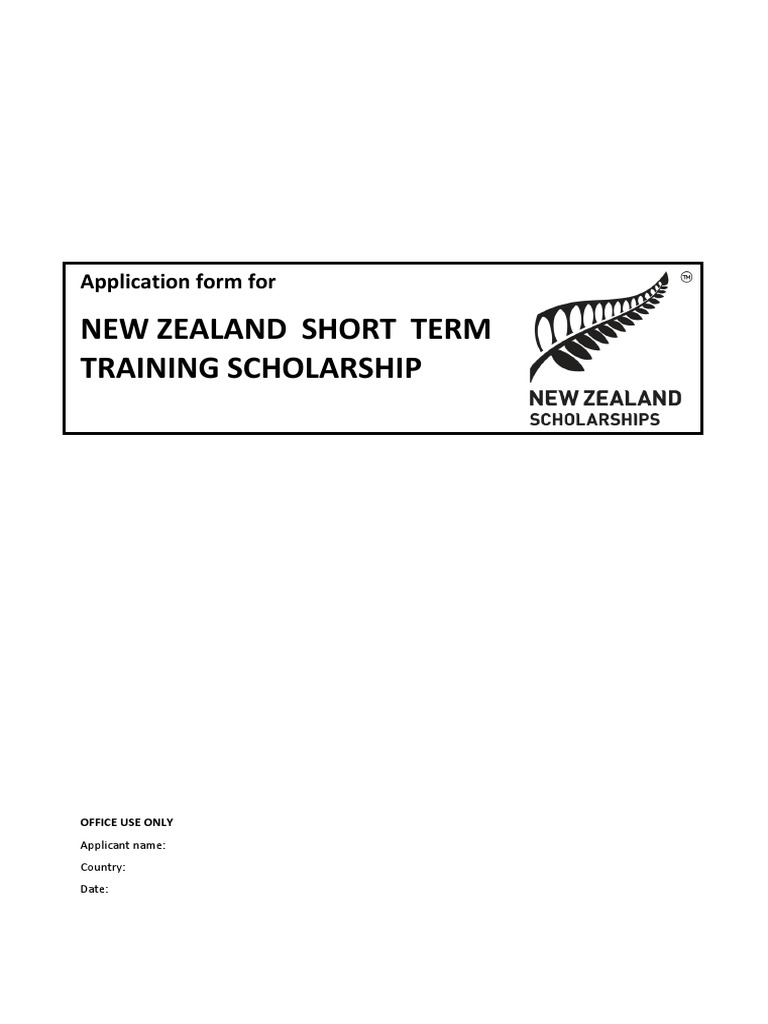 Application form for
NEW ZEALAND SHORT TERM
TRAINING SCHOLARSHIP
TM
NEW ZEALAND
SCHOLARSHIPS
OFFICE USE ONLY
Applicant name:
Country:
Date: